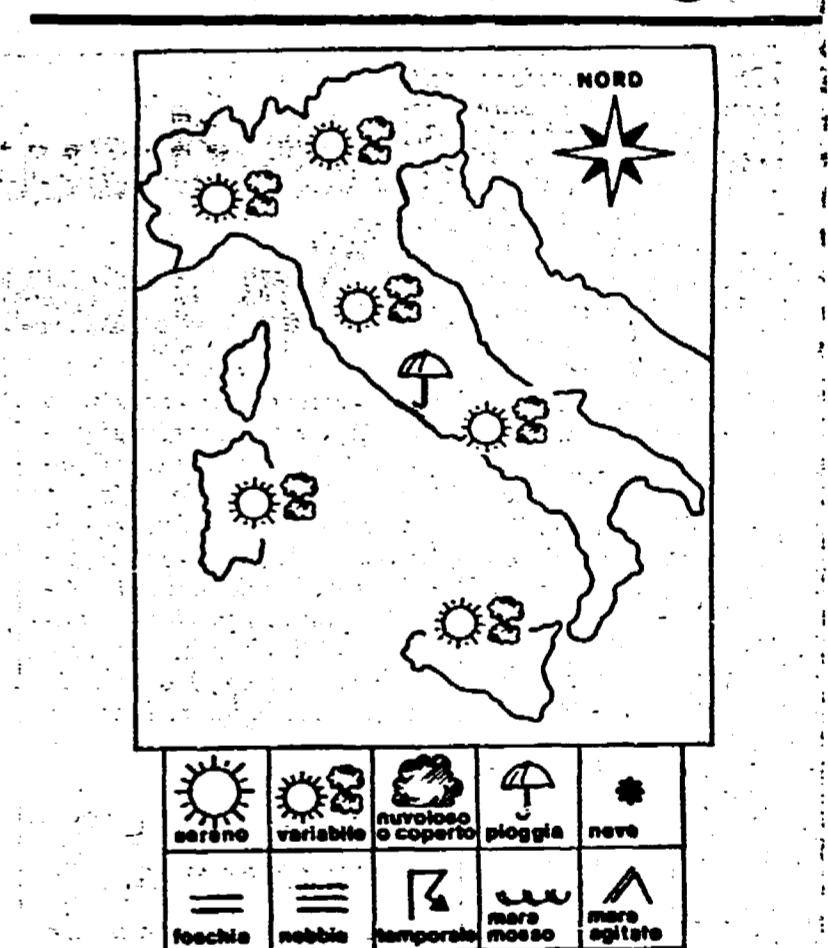 NORD
sereno
variabile
nuvoloso
o coperto
pioggia
neve
foschia
nebbia
temporale
mare
mosso
mare
agitato